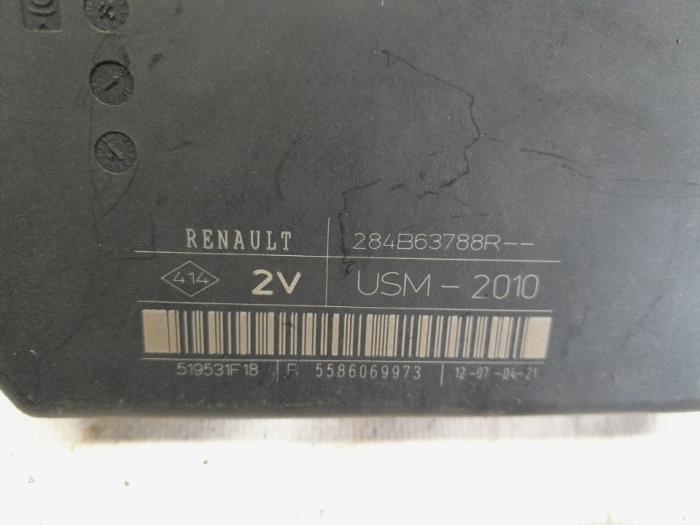 RENAULT 284B63788R--
414 2V USM - 2010
519531F18 R 5586069973 12-07-04-21